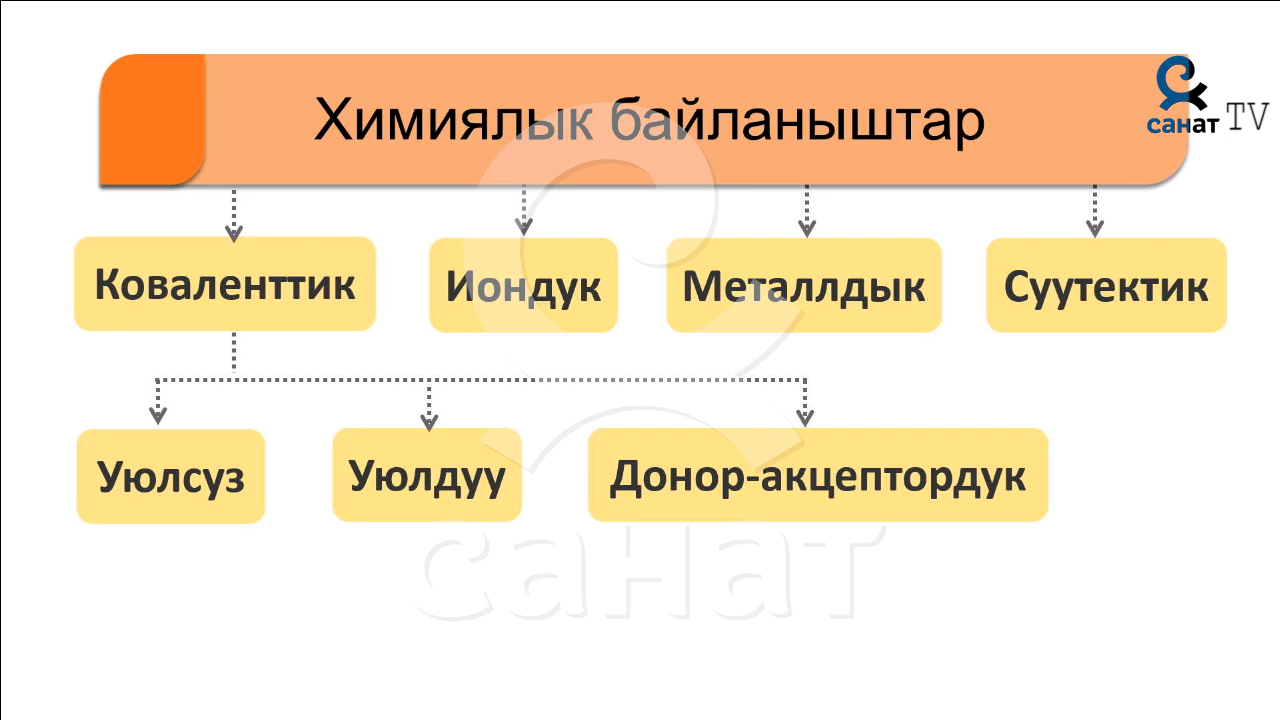 Химиялык байланыштар
санат TV
Коваленттик
Иондук
Металлдык
Суутектик
Уюлсуз
Уюлдуу
Донор-акцептордук
санат